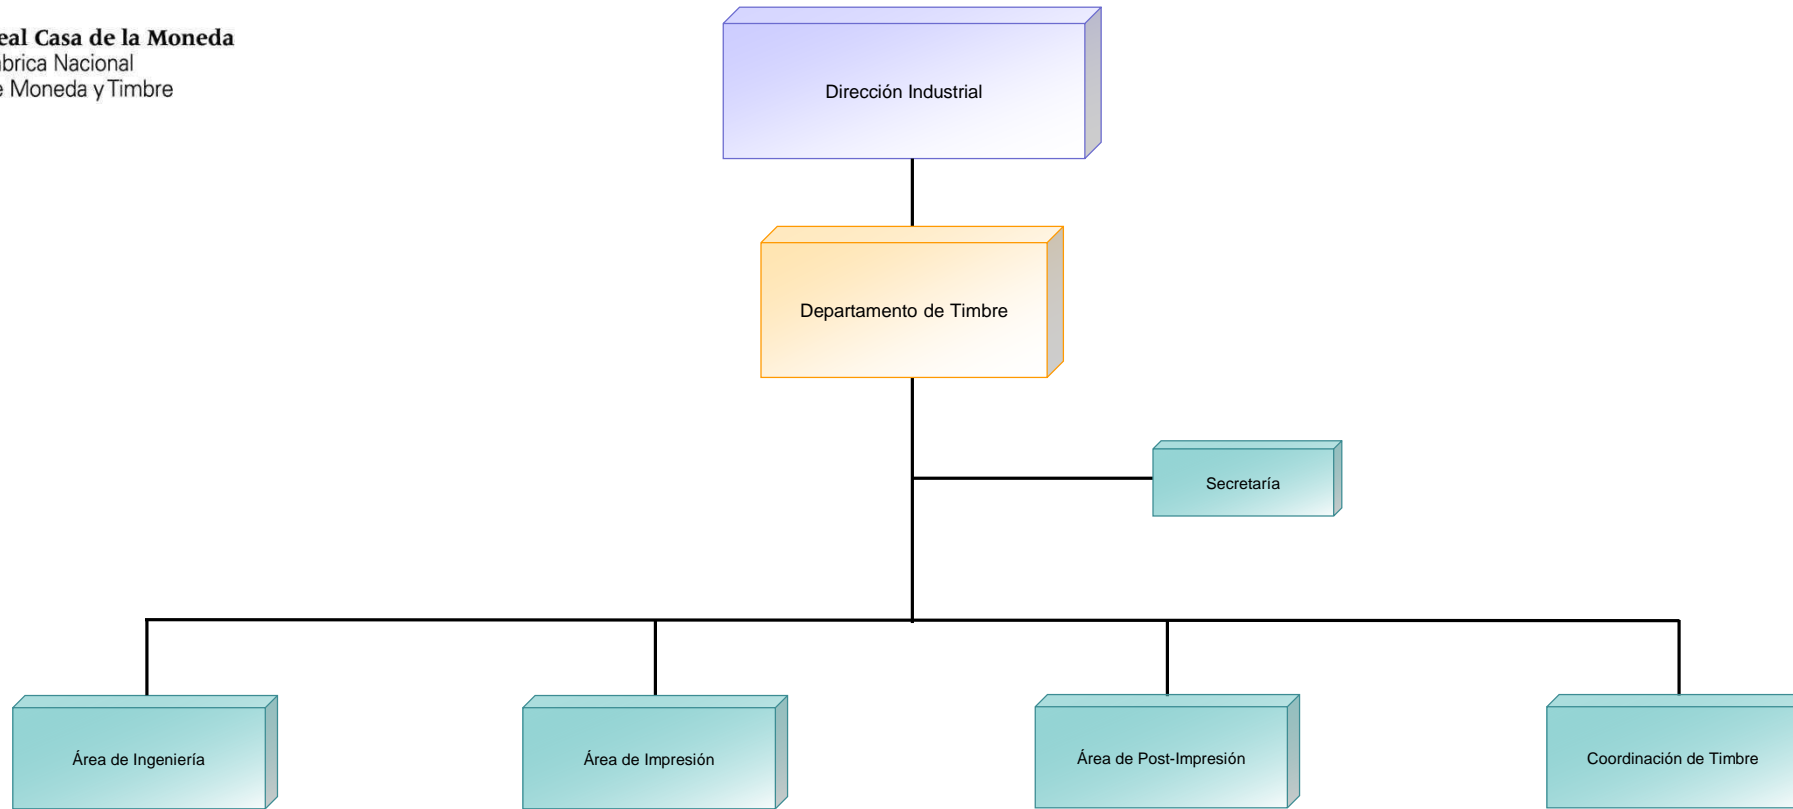 eal Casa de la Moneda
brica Nacional
e Moneda y Timbre
Dirección Industrial
Departamento de Timbre
Secretaría
Área de Ingeniería
Área de Impresión
Área de Post-Impresión
Coordinación de Timbre